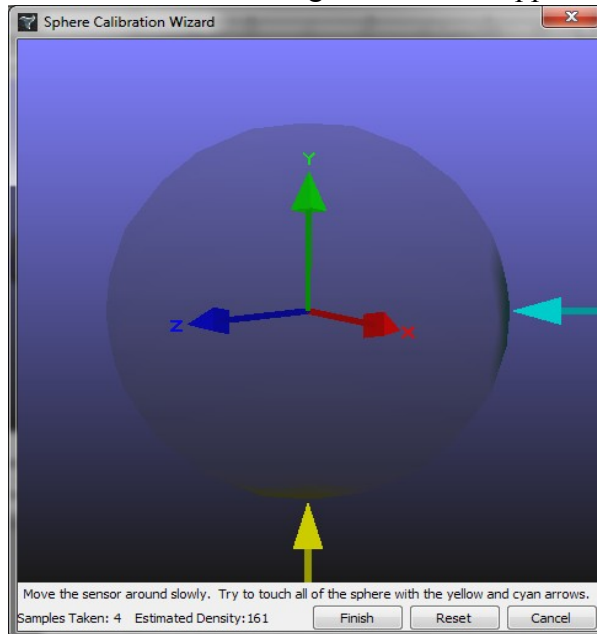 Sphere Calibration Wizard
Y
Z
X
Move the sensor around slowly. Try to touch all of the sphere with the yellow and cyan arrows.
Samples Taken: 4 Estimated Density:161 Finish Reset Cancel